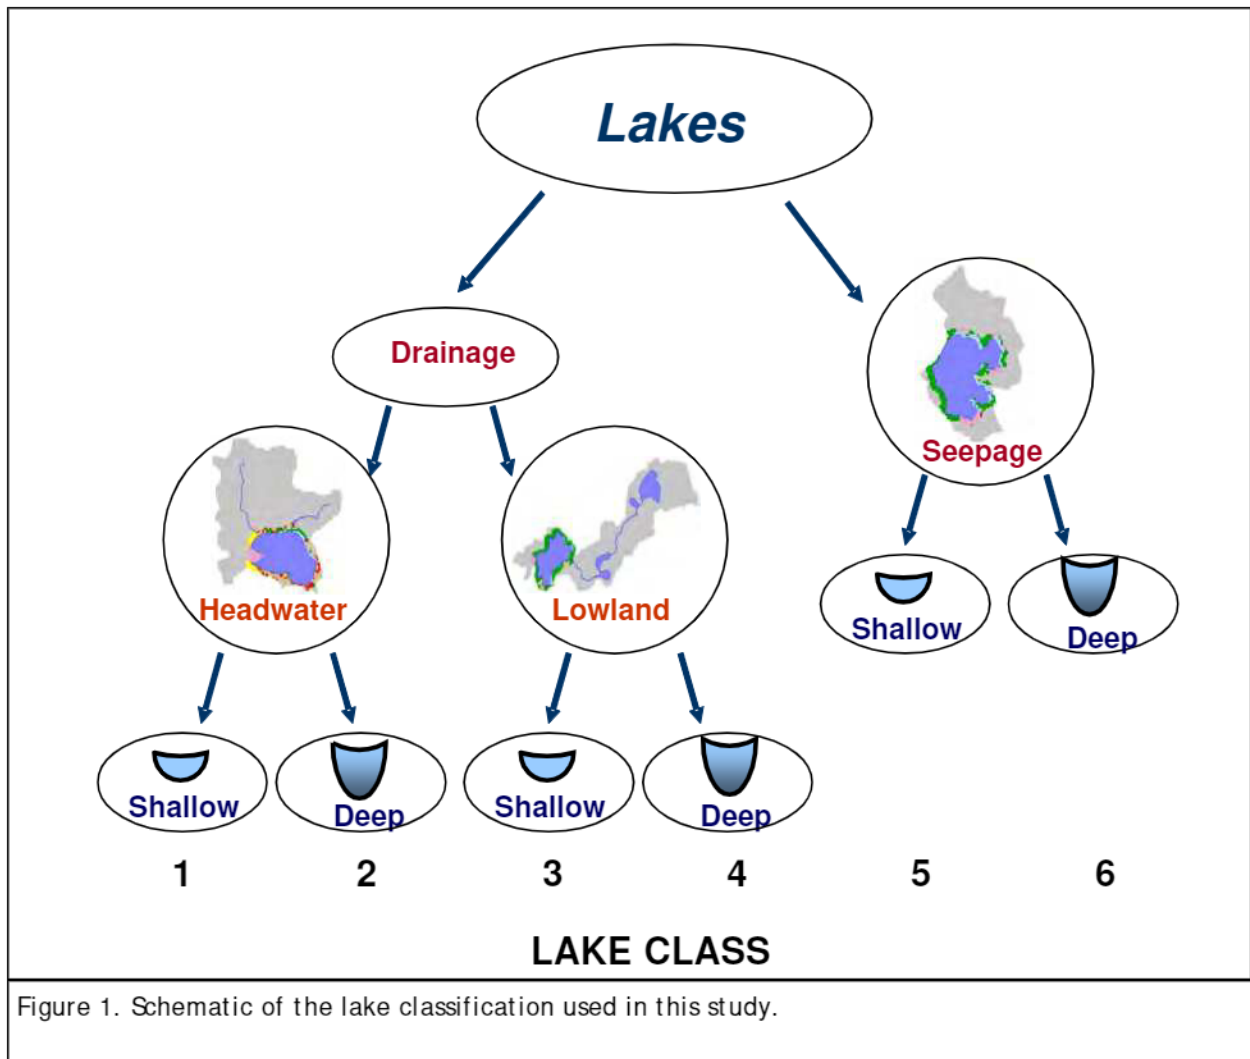 Lakes
Drainage
Seepage
Headwater
Lowland
Shallow
Deep
Shallow
Deep
Shallow
Deep
1 2 3 4 5 6
LAKE CLASS
Figure 1. Schematic of the lake classification used in this study.